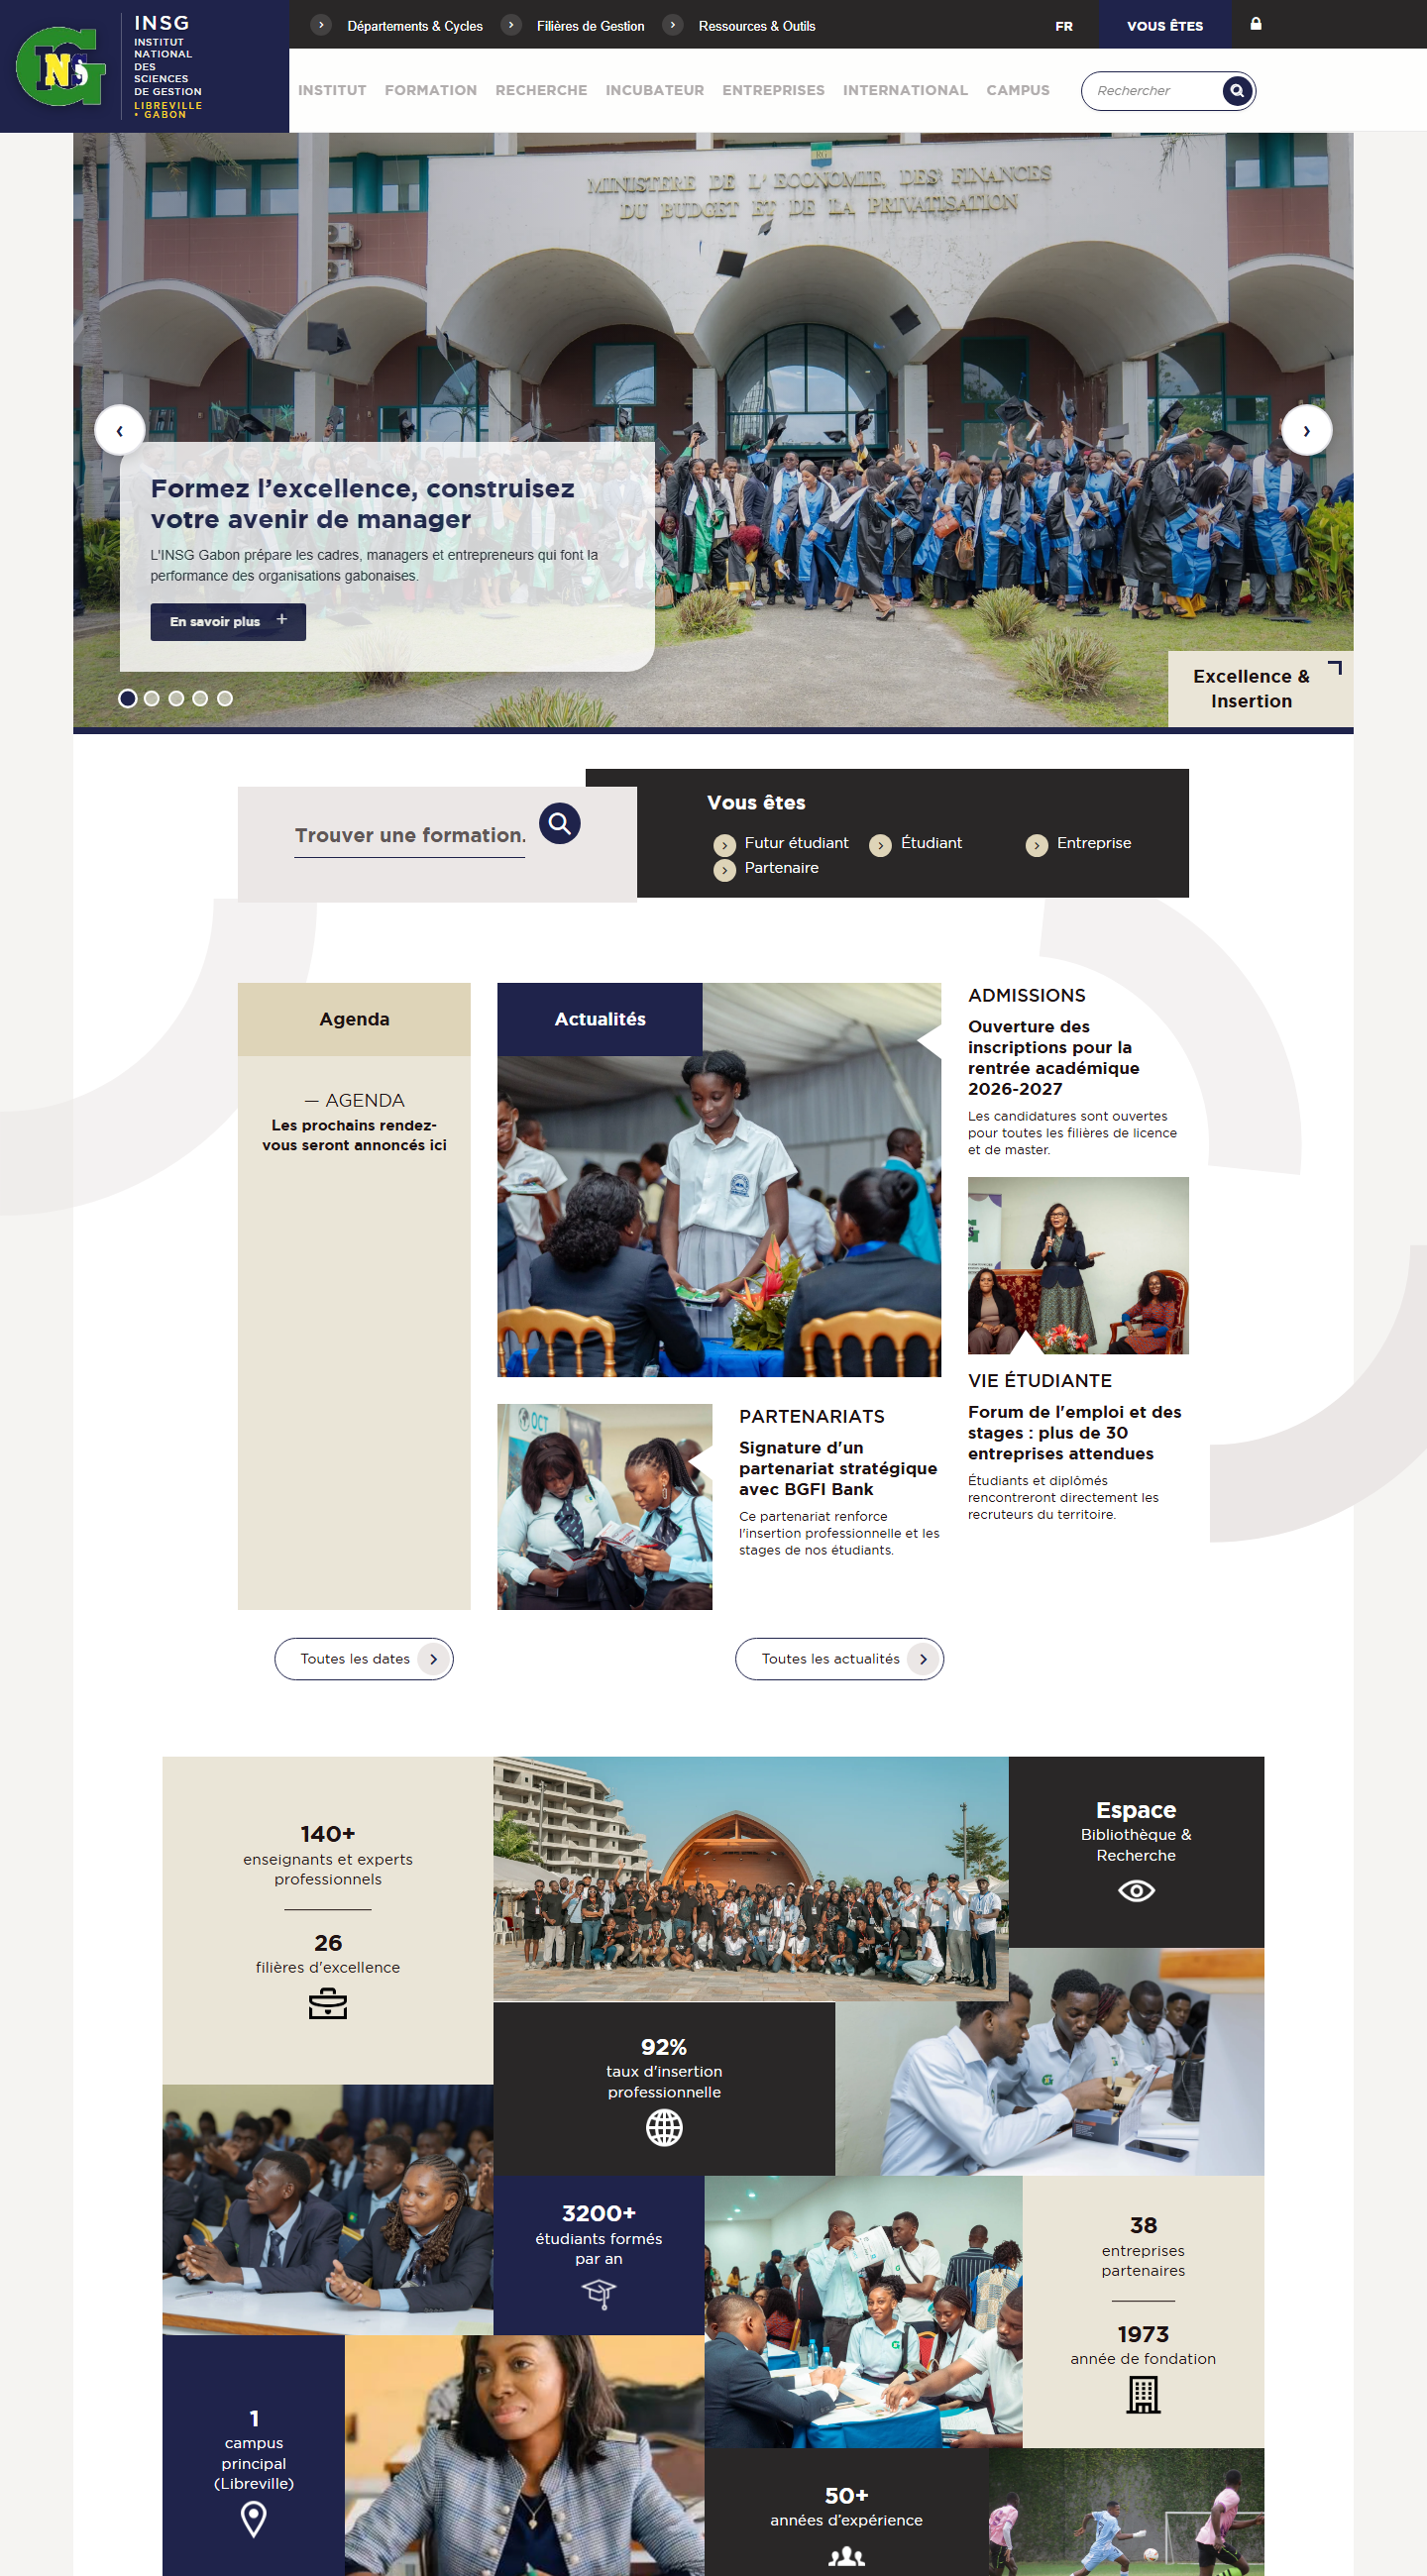 INSG
INSTITUT
NATIONAL
DES
SCIENCES
DE GESTION
LIBREVILLE
• GABON
Départements & Cycles
Filières de Gestion
Ressources & Outils
FR
VOUS ÊTES
INSTITUT
FORMATION
RECHERCHE
INCUBATEUR
ENTREPRISES
INTERNATIONAL
CAMPUS
Rechercher
MINISTERE DE L'ECONOMIE, DES FINANCES
DU BUDGET ET DE LA PRIVATISATION
Formez l’excellence, construisez
votre avenir de manager
L'INSG Gabon prépare les cadres, managers et entrepreneurs qui font la
performance des organisations gabonaises.
En savoir plus +
Excellence &
Insertion
Trouver une formation.
Vous êtes
Futur étudiant
Étudiant
Entreprise
Partenaire
Agenda
— AGENDA
Les prochains rendez-
vous seront annoncés ici
Actualités
ADMISSIONS
Ouverture des
inscriptions pour la
rentrée académique
2026-2027
Les candidatures sont ouvertes
pour toutes les filières de licence
et de master.
VIE ÉTUDIANTE
Forum de l'emploi et des
stages : plus de 30
entreprises attendues
Étudiants et diplômés
rencontreront directement les
recruteurs du territoire.
OCT
PARTENARIATS
Signature d'un
partenariat stratégique
avec BGFI Bank
Ce partenariat renforce
l'insertion professionnelle et les
stages de nos étudiants.
Toutes les dates
Toutes les actualités
140+
enseignants et experts
professionnels
26
filières d'excellence
Espace
Bibliothèque &
Recherche
92%
taux d'insertion
professionnelle
3200+
étudiants formés
par an
38
entreprises
partenaires
1973
année de fondation
1
campus
principal
(Libreville)
50+
années d’expérience